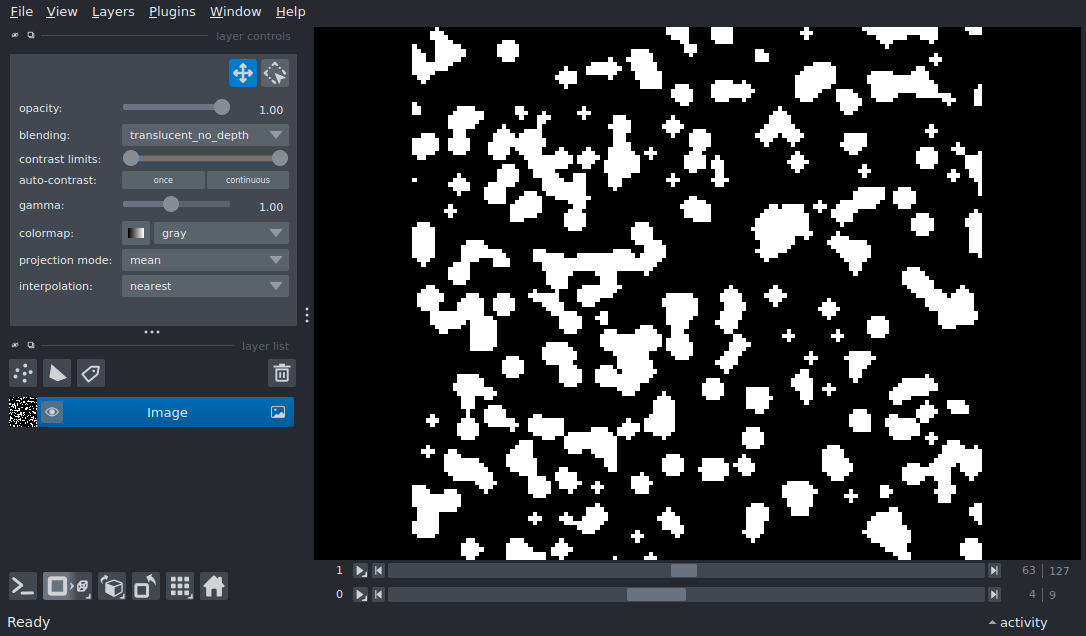 File View Layers Plugins Window Help
layer controls
opacity: 1.00
blending: translucent_no_depth
contrast limits:
auto-contrast: once continuous
gamma: 1.00
colormap: gray
projection mode: mean
interpolation: nearest
layer list
Image
1 63 127
0 4 9
Ready activity